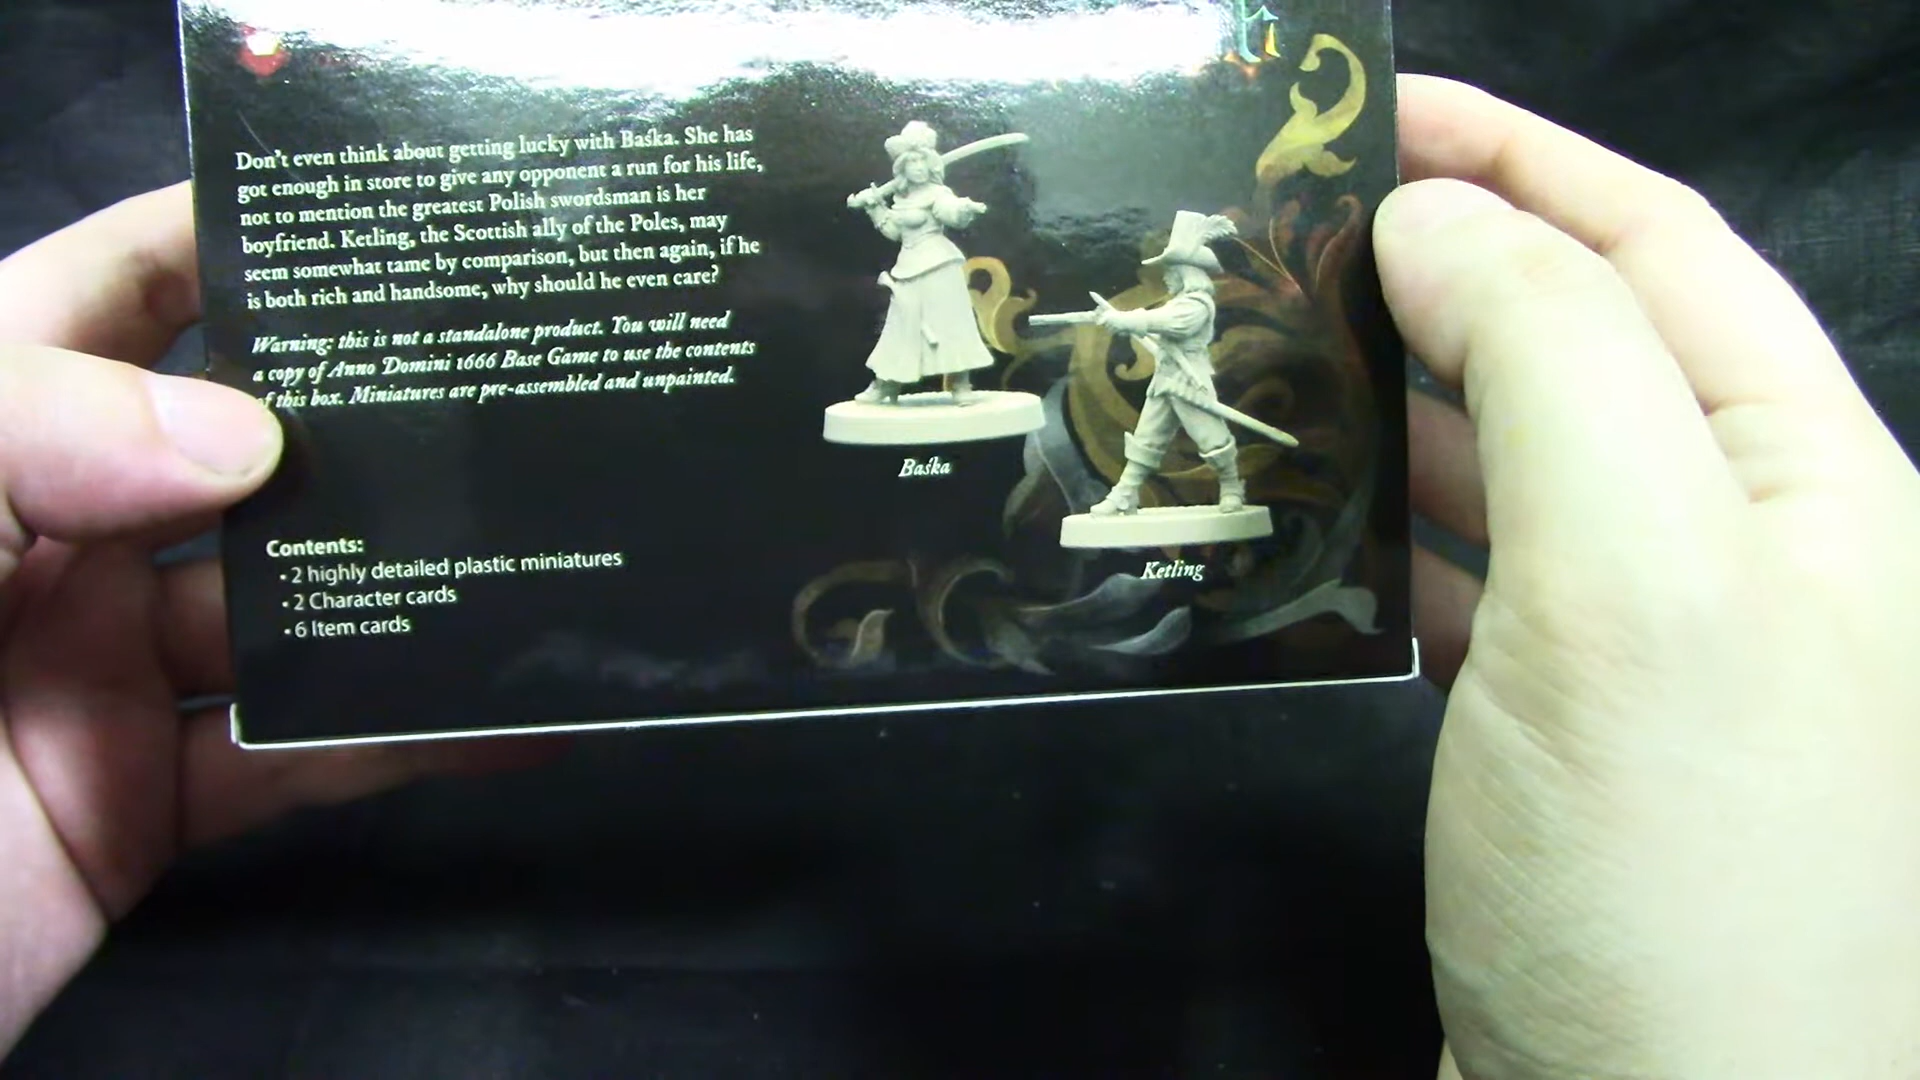 Don't even think about getting lucky with Baśka. She has
got enough in store to give any opponent a run for his life,
not to mention the greatest Polish swordsman is her
boyfriend. Ketling, the Scottish ally of the Poles, may
seem somewhat tame by comparison, but then again, if he
is both rich and handsome, why should he even care?
Warning: this is not a standalone product. You will need
a copy of Anno Domini 1666 Base Game to use the contents
of this box. Miniatures are pre-assembled and unpainted.
Contents:
• 2 highly detailed plastic miniatures
• 2 Character cards
• 6 Item cards
Baśka
Ketling